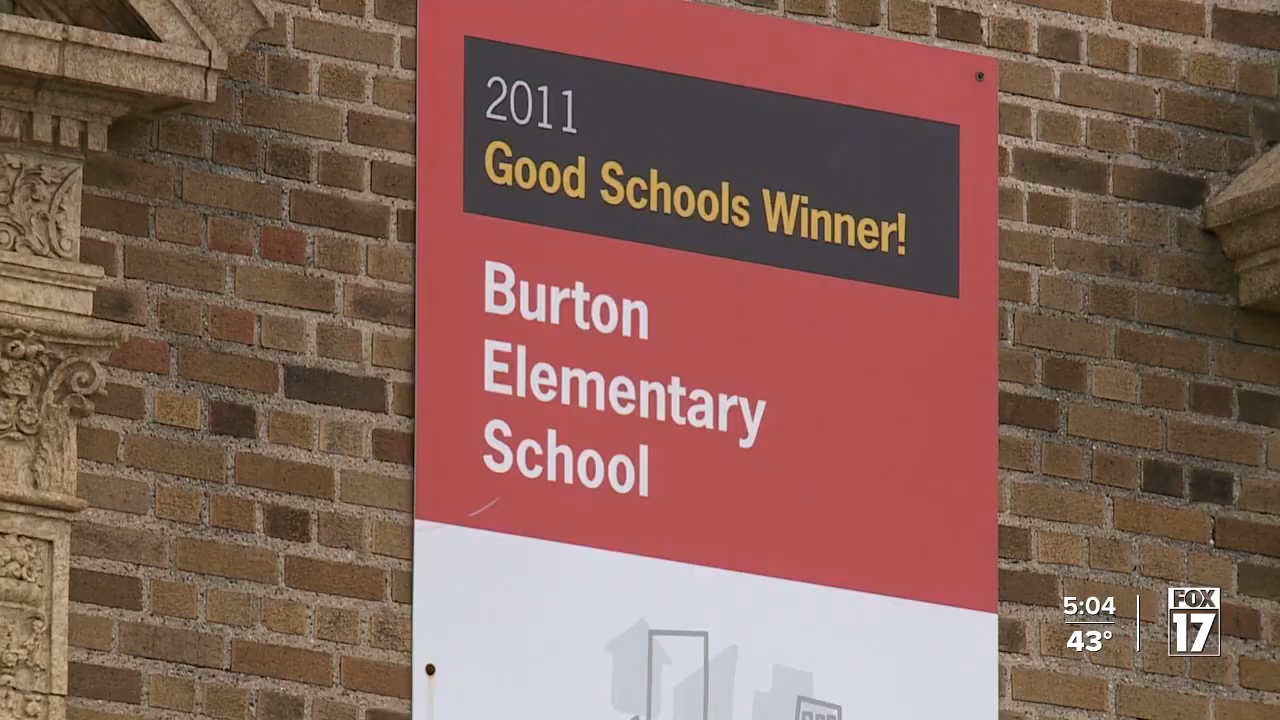 2011
Good Schools Winner!
Burton
Elementary
School
5:04
43°
FOX
17